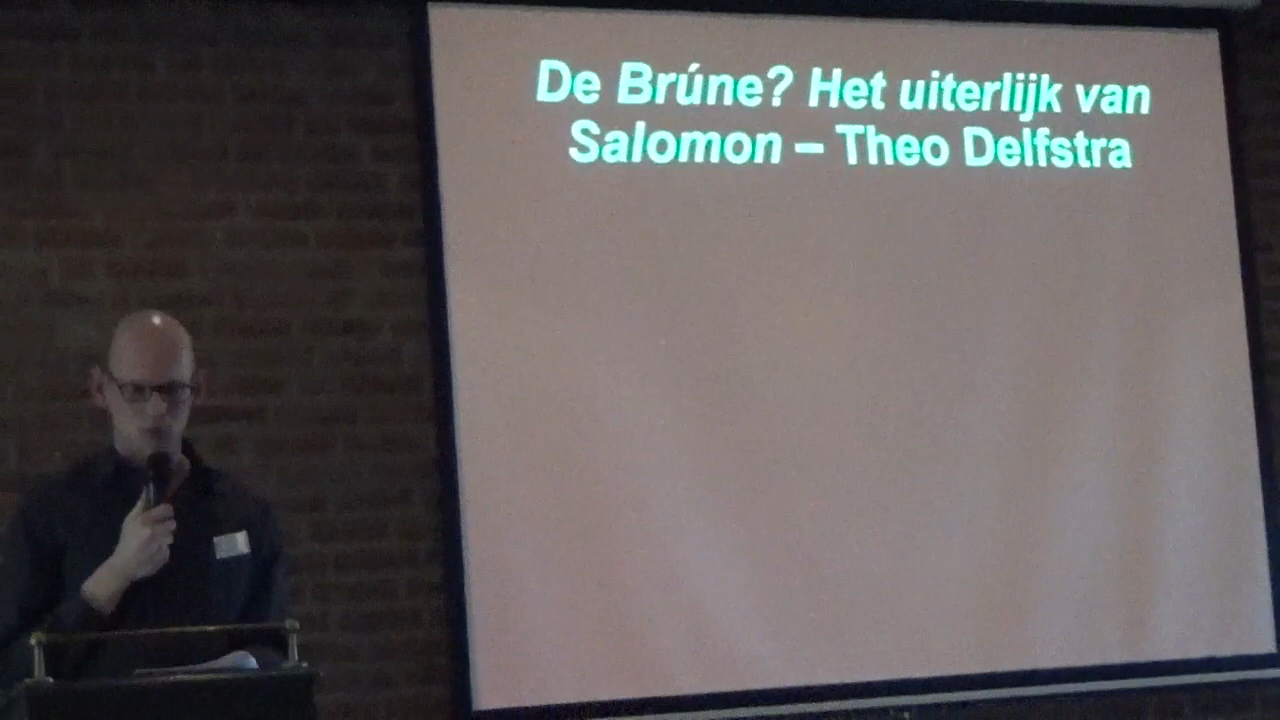 De Brúne? Het uiterlijk van
Salomon – Theo Delfstra